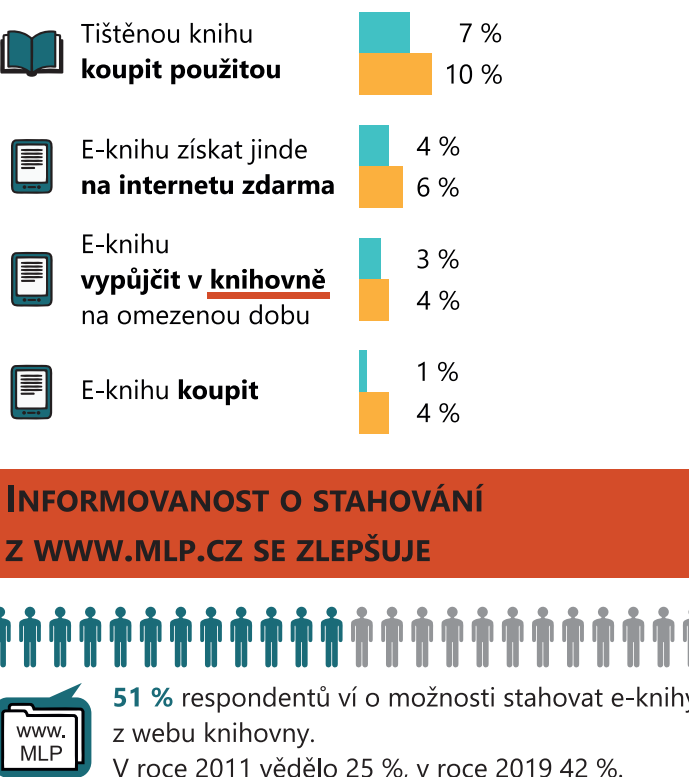 Tištěnou knihu
koupit použitou
7 %
10 %
E-knihu získat jinde
na internetu zdarma
4 %
6 %
E-knihu
vypůjčit v knihovně
na omezenou dobu
3 %
4 %
E-knihu koupit
1 %
4 %
INFORMOVANOST O STAHOVÁNÍ
Z WWW.MLP.CZ SE ZLEPŠUJE
51 % respondentů ví o možnosti stahovat e-knihy
z webu knihovny.
V roce 2011 vědělo 25 %, v roce 2019 42 %.
www.
MLP